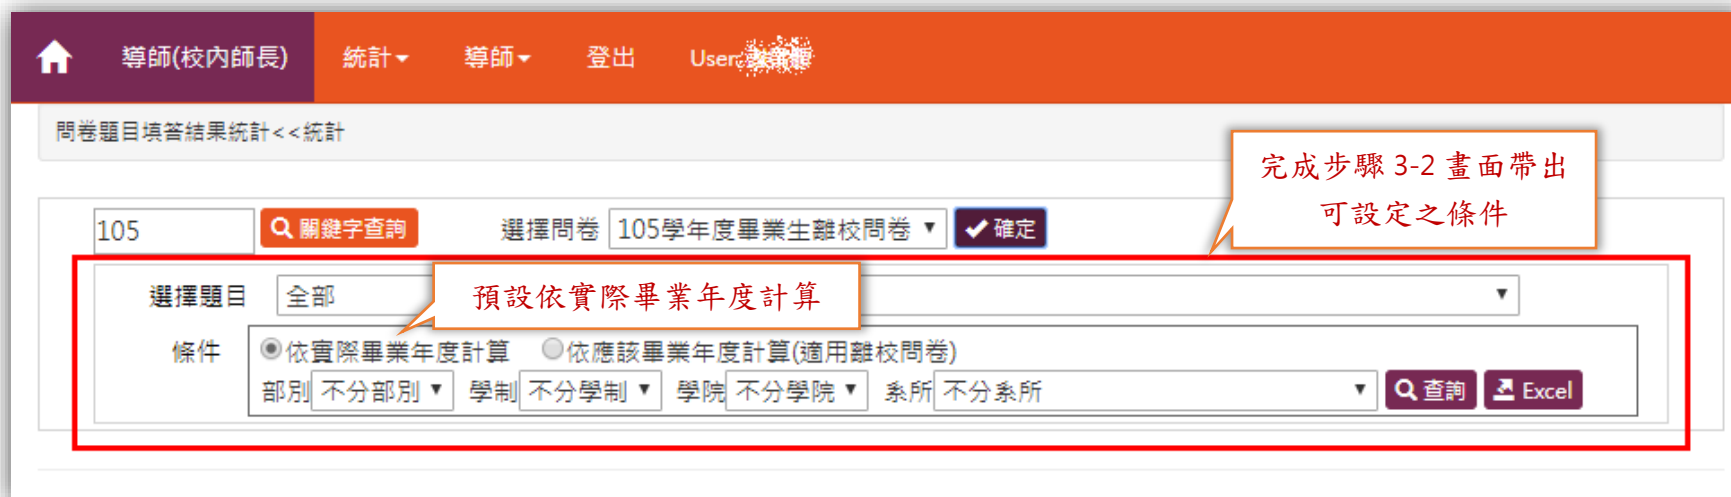 導師(校內師長) 統計 導師 登出 User:
問卷題目填答結果統計<<統計
完成步驟 3-2 畫面帶出
可設定之條件
105 關鍵字查詢 選擇問卷 105學年度畢業生離校問卷 確定
選擇題目 全部
預設依實際畢業年度計算
條件 依實際畢業年度計算 依應該畢業年度計算(適用離校問卷)
部別 不分部別 學制 不分學制 學院 不分學院 系所 不分系所 查詢 Excel